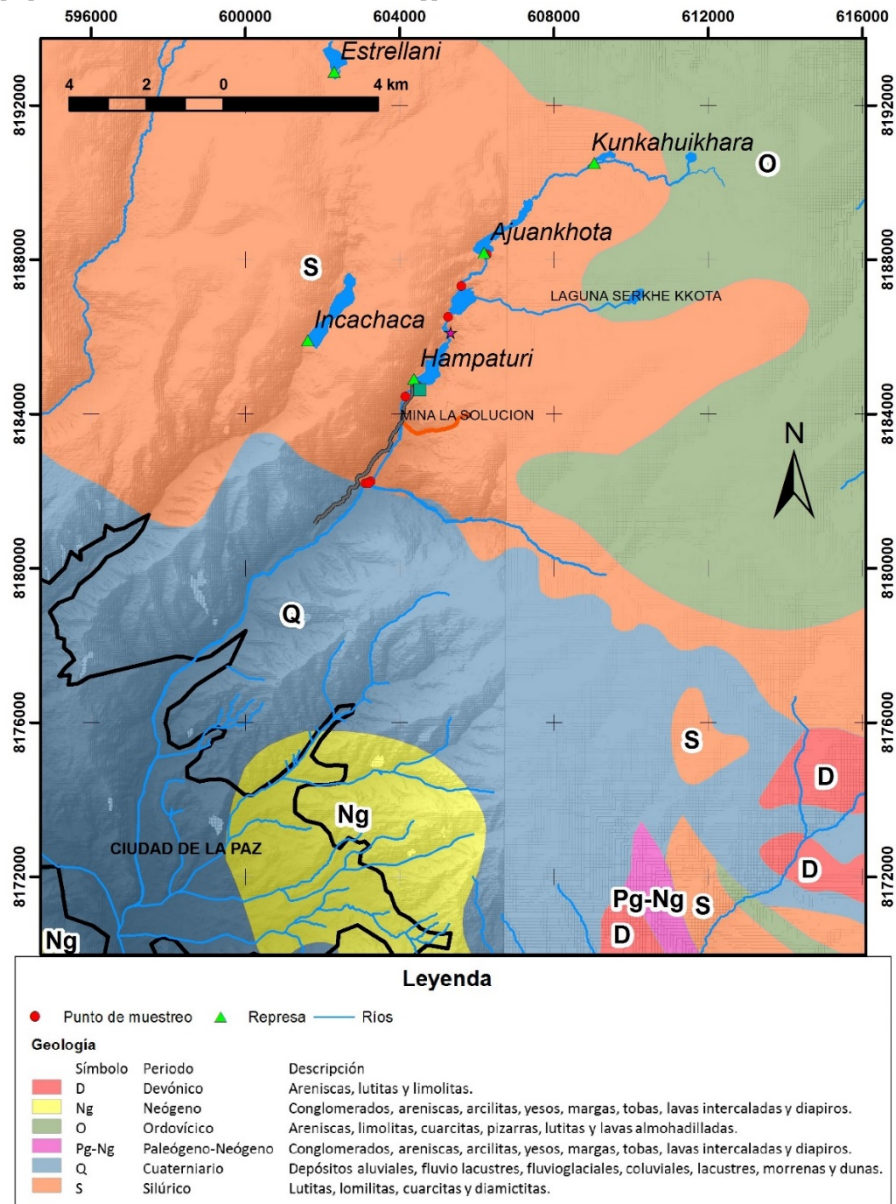 596000 600000 604000 608000 612000 616000
Estrellani
4 2 0 4 km
8192000 8192000
Kunkahuikhara
O
Ajuankhota
8188000 8188000
S
LAGUNA SERKHE KKOTA
Incachaca
Hampaturi
8184000 8184000
MINA LA SOLUCION
N
8180000 8180000
Q
8176000 8176000
S
D
Ng
CIUDAD DE LA PAZ
8172000 8172000
D
Pg-Ng S
D
Ng
Leyenda
Punto de muestreo Represa Ríos
Geología
Símbolo Periodo Descripción
D Devónico Areniscas, lutitas y limolitas.
Ng Neógeno Conglomerados, areniscas, arcilitas, yesos, margas, tobas, lavas intercaladas y diapiros.
O Ordovícico Areniscas, limolitas, cuarcitas, pizarras, lutitas y lavas almohadilladas.
Pg-Ng Paleógeno-Neógeno Conglomerados, areniscas, arcilitas, yesos, margas, tobas, lavas intercaladas y diapiros.
Q Cuaterniario Depósitos aluviales, fluvio lacustres, fluvioglaciales, coluviales, lacustres, morrenas y dunas.
S Silúrico Lutitas, lomilitas, cuarcitas y diamictitas.